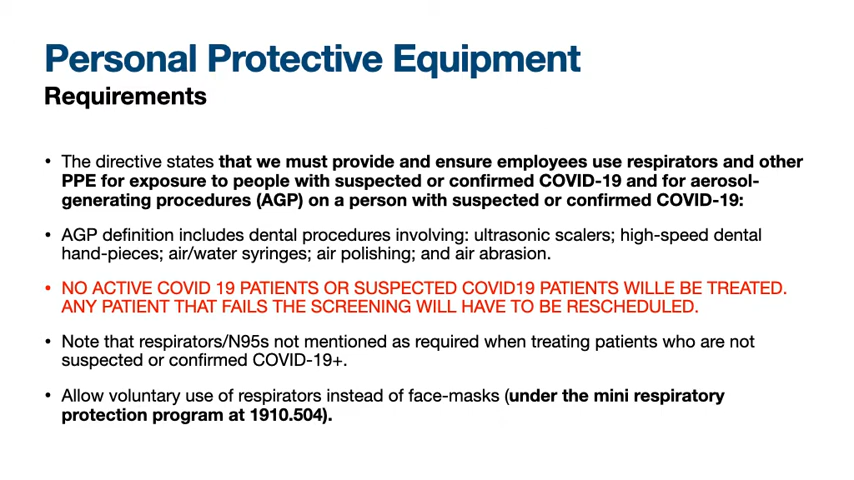 Personal Protective Equipment
Requirements
• The directive states that we must provide and ensure employees use respirators and other
PPE for exposure to people with suspected or confirmed COVID-19 and for aerosol-
generating procedures (AGP) on a person with suspected or confirmed COVID-19:
• AGP definition includes dental procedures involving: ultrasonic scalers; high-speed dental
hand-pieces; air/water syringes; air polishing; and air abrasion.
• NO ACTIVE COVID 19 PATIENTS OR SUSPECTED COVID19 PATIENTS WILLE BE TREATED.
ANY PATIENT THAT FAILS THE SCREENING WILL HAVE TO BE RESCHEDULED.
• Note that respirators/N95s not mentioned as required when treating patients who are not
suspected or confirmed COVID-19+.
• Allow voluntary use of respirators instead of face-masks (under the mini respiratory
protection program at 1910.504).